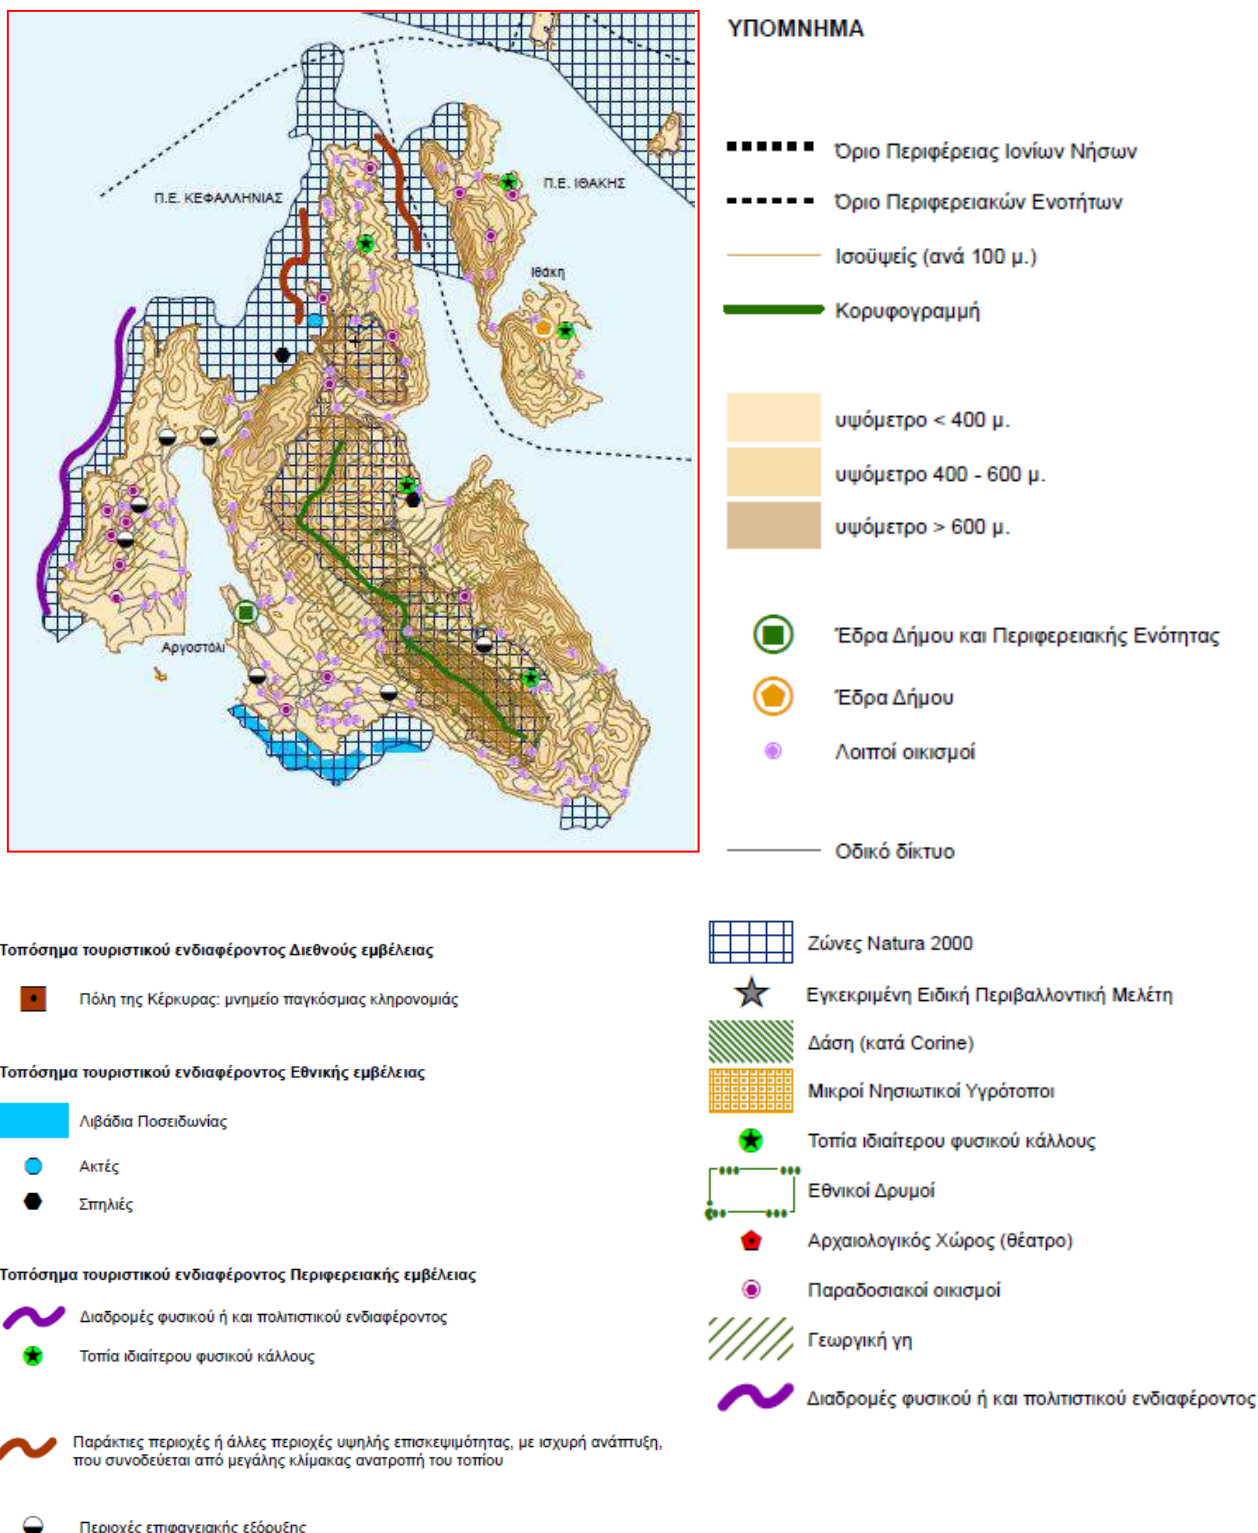 ΥΠΟΜΝΗΜΑ
Π.Ε. ΚΕΦΑΛΛΗΝΙΑΣ
Π.Ε. ΙΘΑΚΗΣ
Ιθάκη
Αργοστόλι
Όριο Περιφέρειας Ιονίων Νήσων
Όριο Περιφερειακών Ενοτήτων
Ισοϋψείς (ανά 100 μ.)
Κορυφογραμμή
υψόμετρο < 400 μ.
υψόμετρο 400 - 600 μ.
υψόμετρο > 600 μ.
Έδρα Δήμου και Περιφερειακής Ενότητας
Έδρα Δήμου
Λοιποί οικισμοί
Οδικό δίκτυο
Τοπόσημα τουριστικού ενδιαφέροντος Διεθνούς εμβέλειας
Πόλη της Κέρκυρας: μνημείο παγκόσμιας κληρονομιάς
Τοπόσημα τουριστικού ενδιαφέροντος Εθνικής εμβέλειας
Λιβάδια Ποσειδωνίας
Ακτές
Σπηλιές
Τοπόσημα τουριστικού ενδιαφέροντος Περιφερειακής εμβέλειας
Διαδρομές φυσικού ή και πολιτιστικού ενδιαφέροντος
Τοπία ιδιαίτερου φυσικού κάλλους
Παράκτιες περιοχές ή άλλες περιοχές υψηλής επισκεψιμότητας, με ισχυρή ανάπτυξη,
που συνοδεύεται από μεγάλης κλίμακας ανατροπή του τοπίου
Περιοχές επιφανειακής εξόρυξης
Ζώνες Natura 2000
Εγκεκριμένη Ειδική Περιβαλλοντική Μελέτη
Δάση (κατά Corine)
Μικροί Νησιωτικοί Υγρότοποι
Τοπία ιδιαίτερου φυσικού κάλλους
Εθνικοί Δρυμοί
Αρχαιολογικός Χώρος (θέατρο)
Παραδοσιακοί οικισμοί
Γεωργική γη
Διαδρομές φυσικού ή και πολιτιστικού ενδιαφέροντος